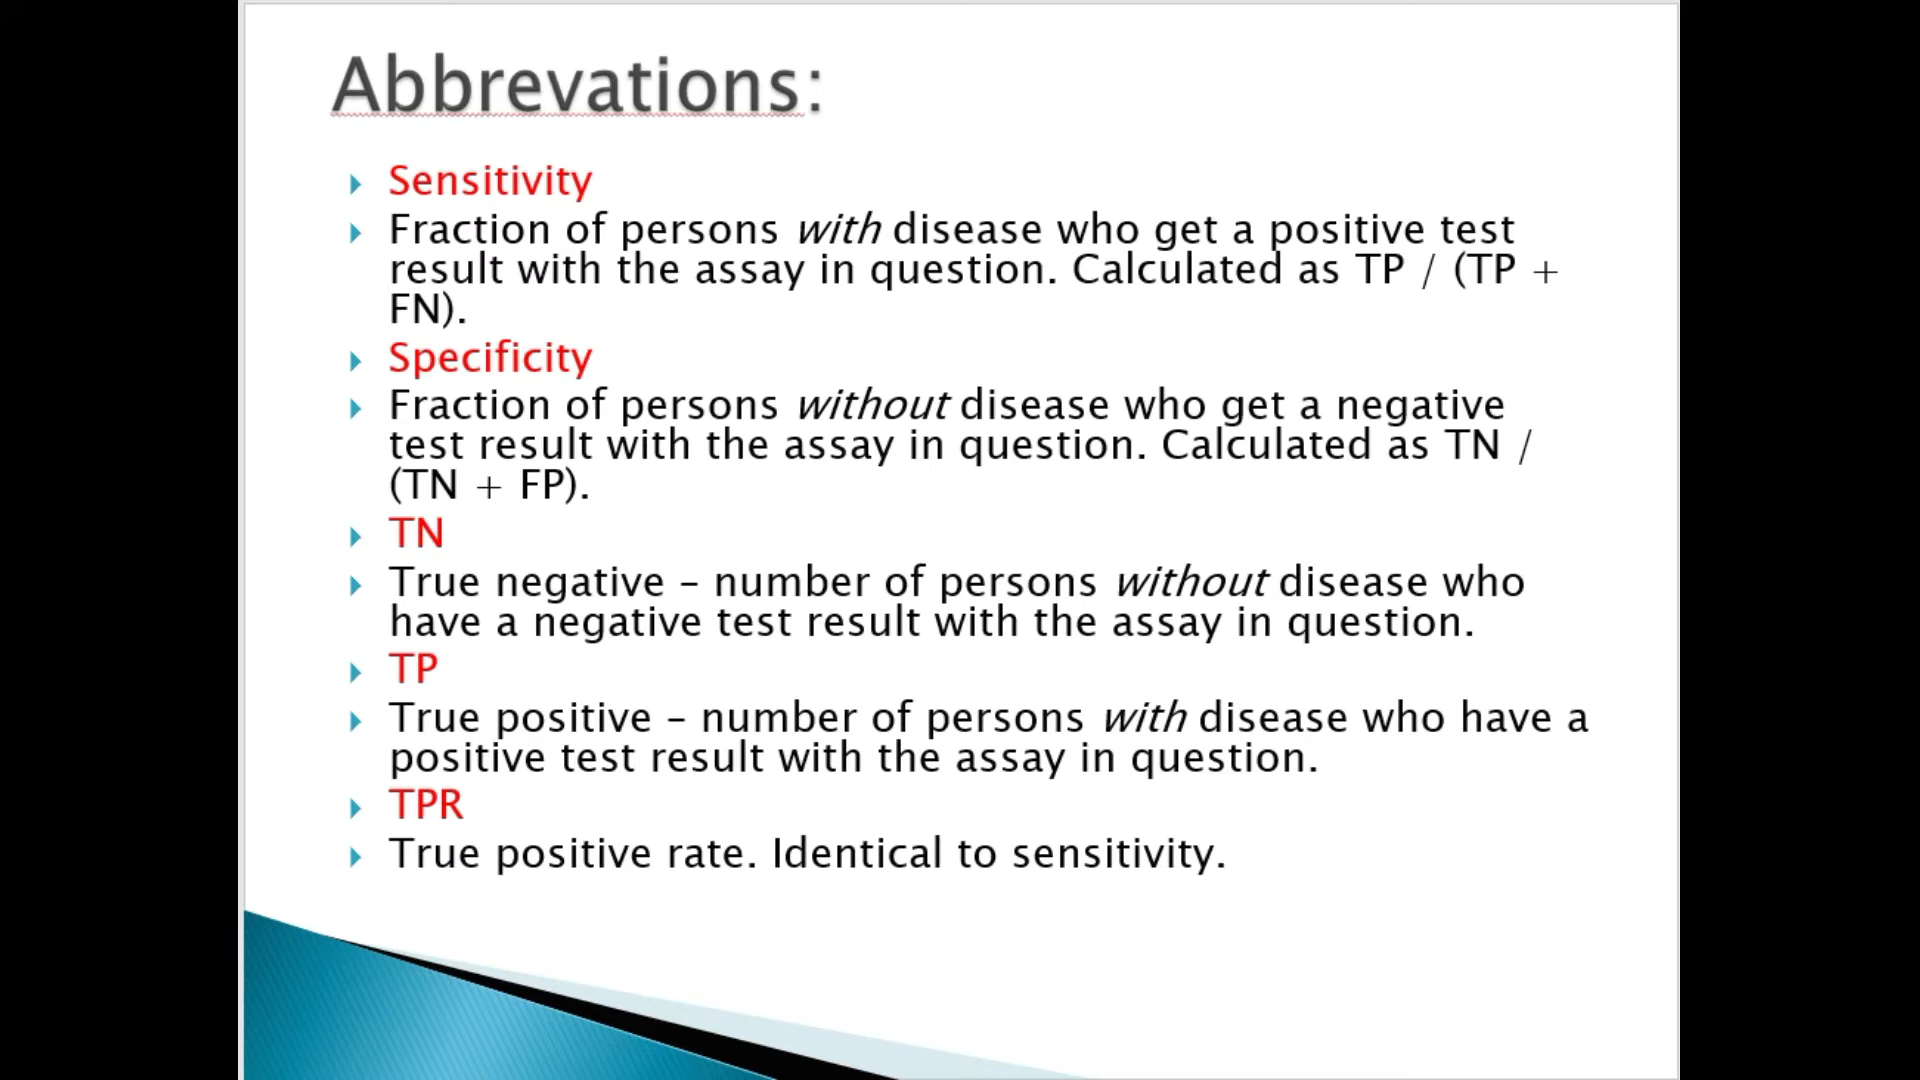 Abbrevations:
Sensitivity
Fraction of persons with disease who get a positive test
result with the assay in question. Calculated as TP / (TP +
FN).
Specificity
Fraction of persons without disease who get a negative
test result with the assay in question. Calculated as TN /
(TN + FP).
TN
True negative – number of persons without disease who
have a negative test result with the assay in question.
TP
True positive – number of persons with disease who have a
positive test result with the assay in question.
TPR
True positive rate. Identical to sensitivity.